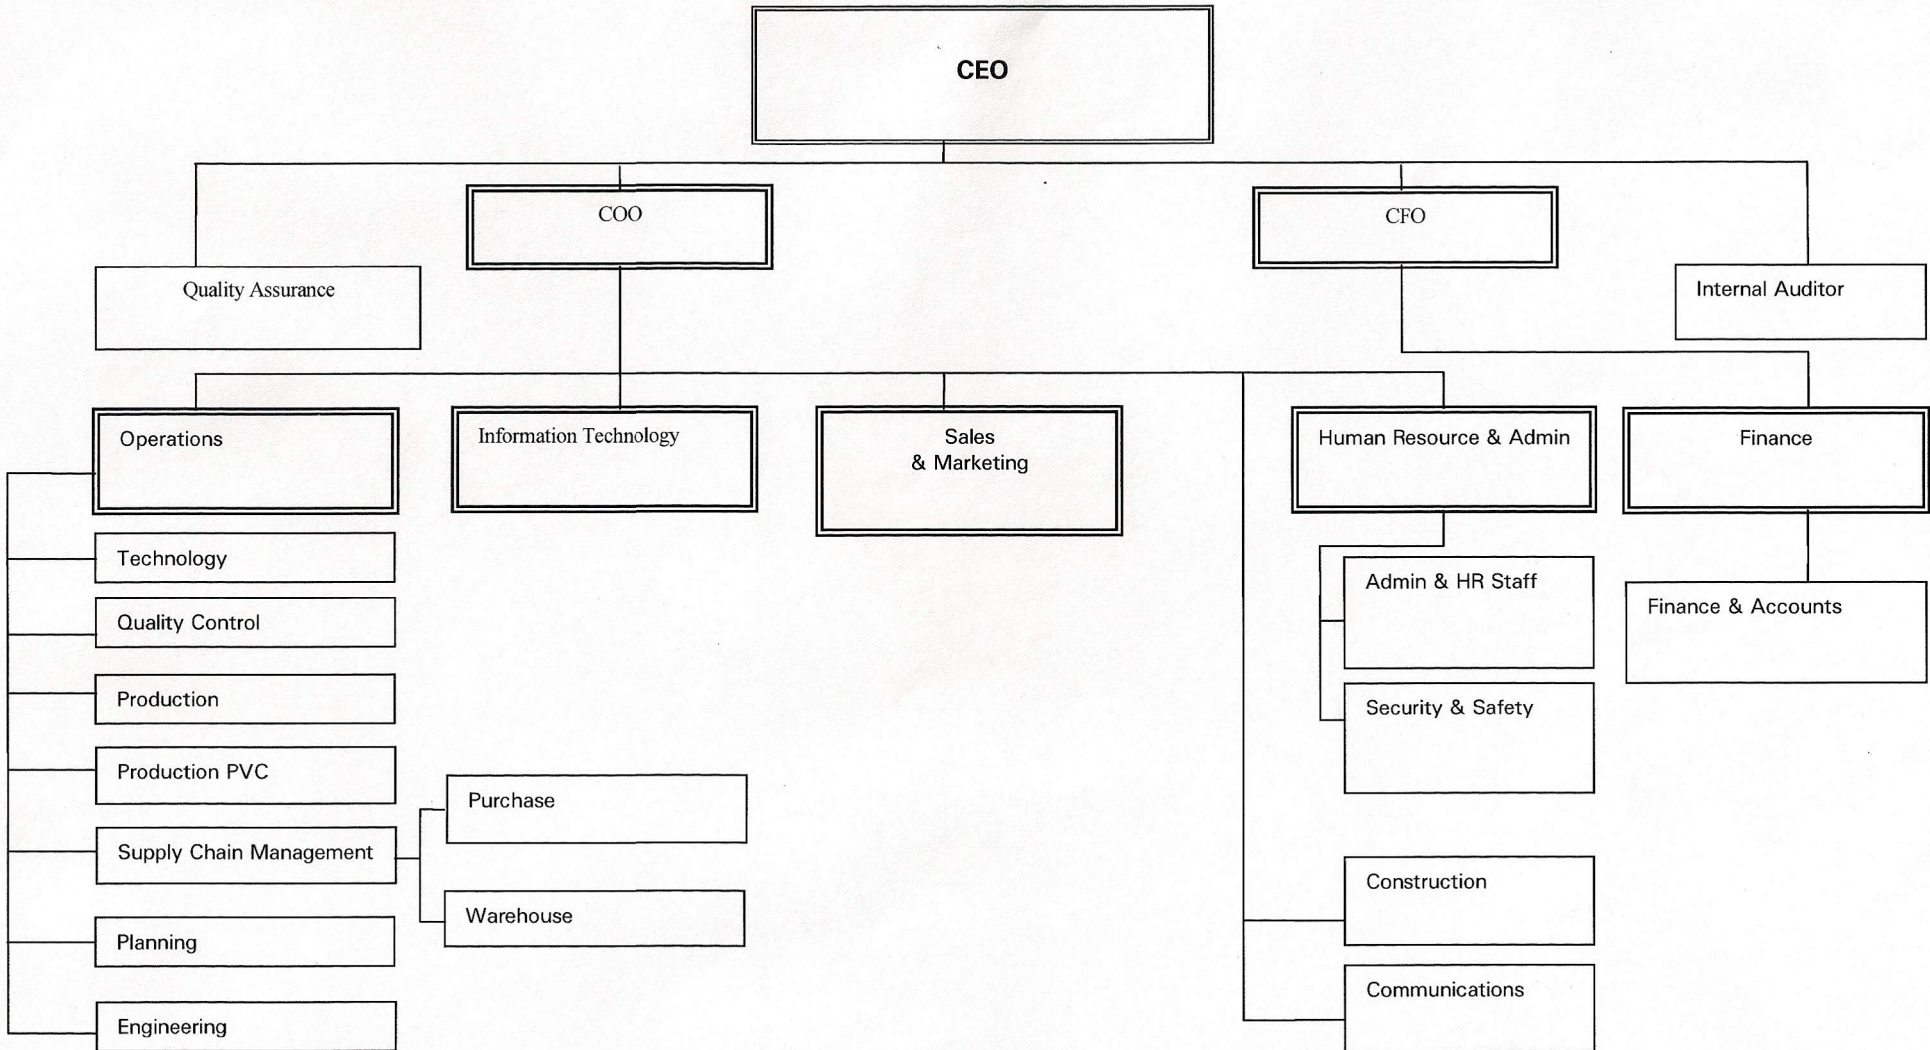 CEO
COO
CFO
Quality Assurance
Internal Auditor
Operations
Information Technology
Sales
& Marketing
Human Resource & Admin
Finance
Technology
Quality Control
Production
Production PVC
Supply Chain Management
Planning
Engineering
Purchase
Warehouse
Admin & HR Staff
Security & Safety
Construction
Communications
Finance & Accounts